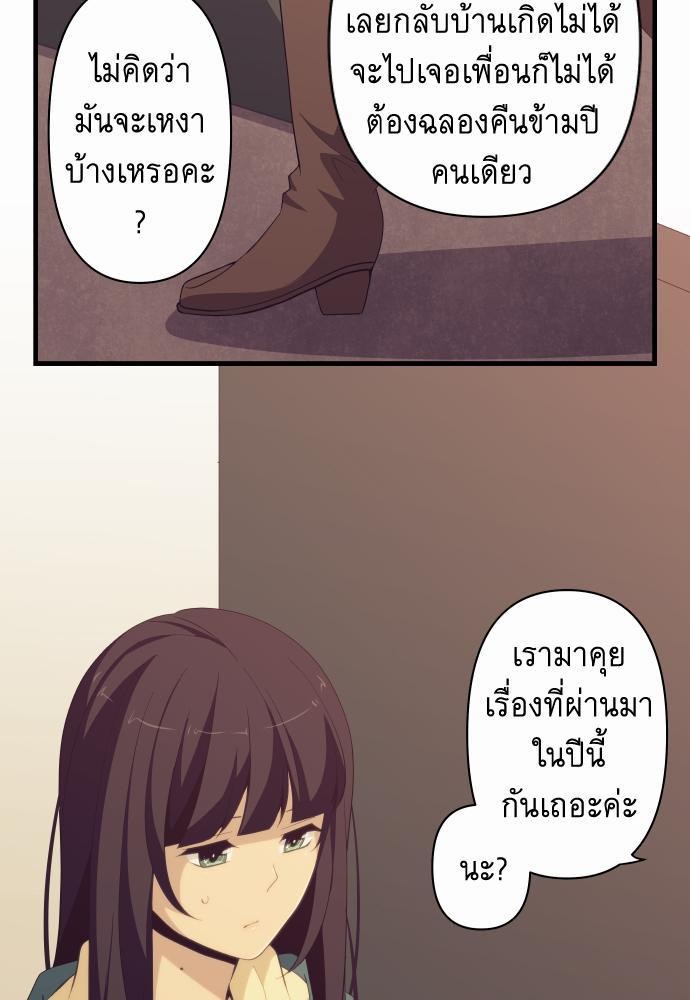 เลยกลับบ้านเกิดไม่ได้
จะไปเจอเพื่อนก็ไม่ได้
ต้องฉลองคืนข้ามปี
คนเดียว
ไม่คิดว่า
มันจะเหงา
บ้างเหรอคะ
?
เรามาคุย
เรื่องที่ผ่านมา
ในปีนี้
กันเถอะค่ะ
นะ?